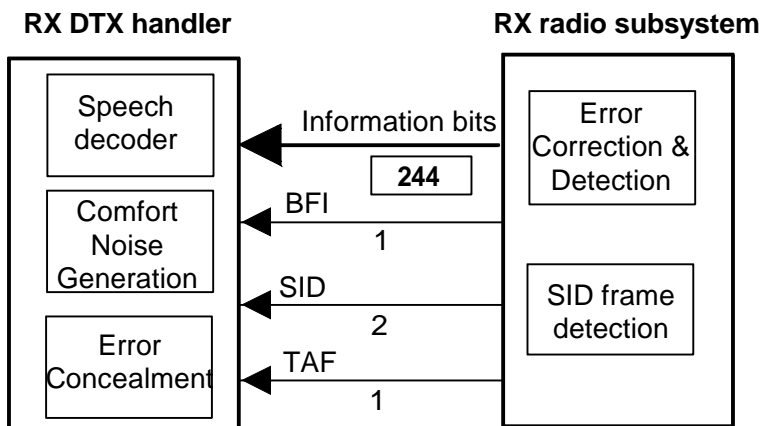 RX DTX handler
RX radio subsystem
Speech
decoder
Information bits
Error
Correction &
Detection
244
BFI
1
Comfort
Noise
Generation
SID
2
SID frame
detection
Error
Concealment
TAF
1